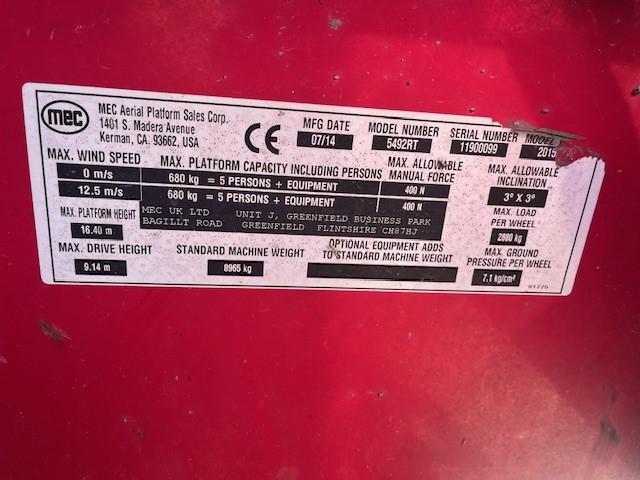 mec
MEC Aerial Platform Sales Corp.
1401 S. Madera Avenue
Kerman, CA. 93662, USA
CE
MFG DATE
07/14
MODEL NUMBER
5492RT
SERIAL NUMBER
11900099
MODEL
2015
MAX. WIND SPEED
MAX. PLATFORM CAPACITY INCLUDING PERSONS
MAX. ALLOWABLE
MANUAL FORCE
MAX. ALLOWABLE
INCLINATION
0 m/s
680 kg = 5 PERSONS + EQUIPMENT
400 N
3° X 3°
12.5 m/s
680 kg = 5 PERSONS + EQUIPMENT
400 N
MAX. LOAD
PER WHEEL
2880 kg
MAX. PLATFORM HEIGHT
16.40 m
MEC UK LTD UNIT J, GREENFIELD BUSINESS PARK
BAGILLT ROAD GREENFIELD FLINTSHIRE CH87HJ
MAX. DRIVE HEIGHT
9.14 m
STANDARD MACHINE WEIGHT
8965 kg
OPTIONAL EQUIPMENT ADDS
TO STANDARD MACHINE WEIGHT
MAX. GROUND
PRESSURE PER WHEEL
7.1 kg/cm²
91775